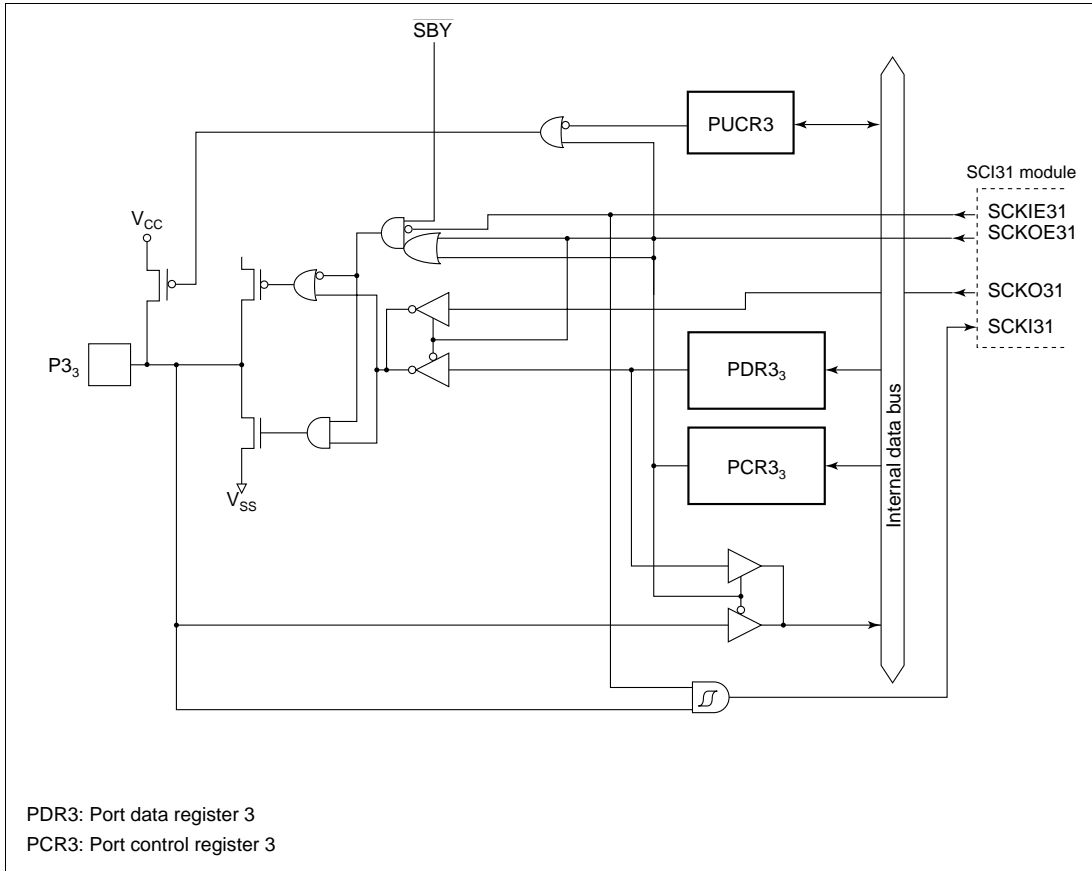 S̅B̅Y̅
PUCR3
SCI31 module
SCKIE31
SCKOE31
SCKO31
SCKI31
VCC
P3₃
PDR3₃
PCR3₃
VSS
Internal data bus
PDR3: Port data register 3
PCR3: Port control register 3